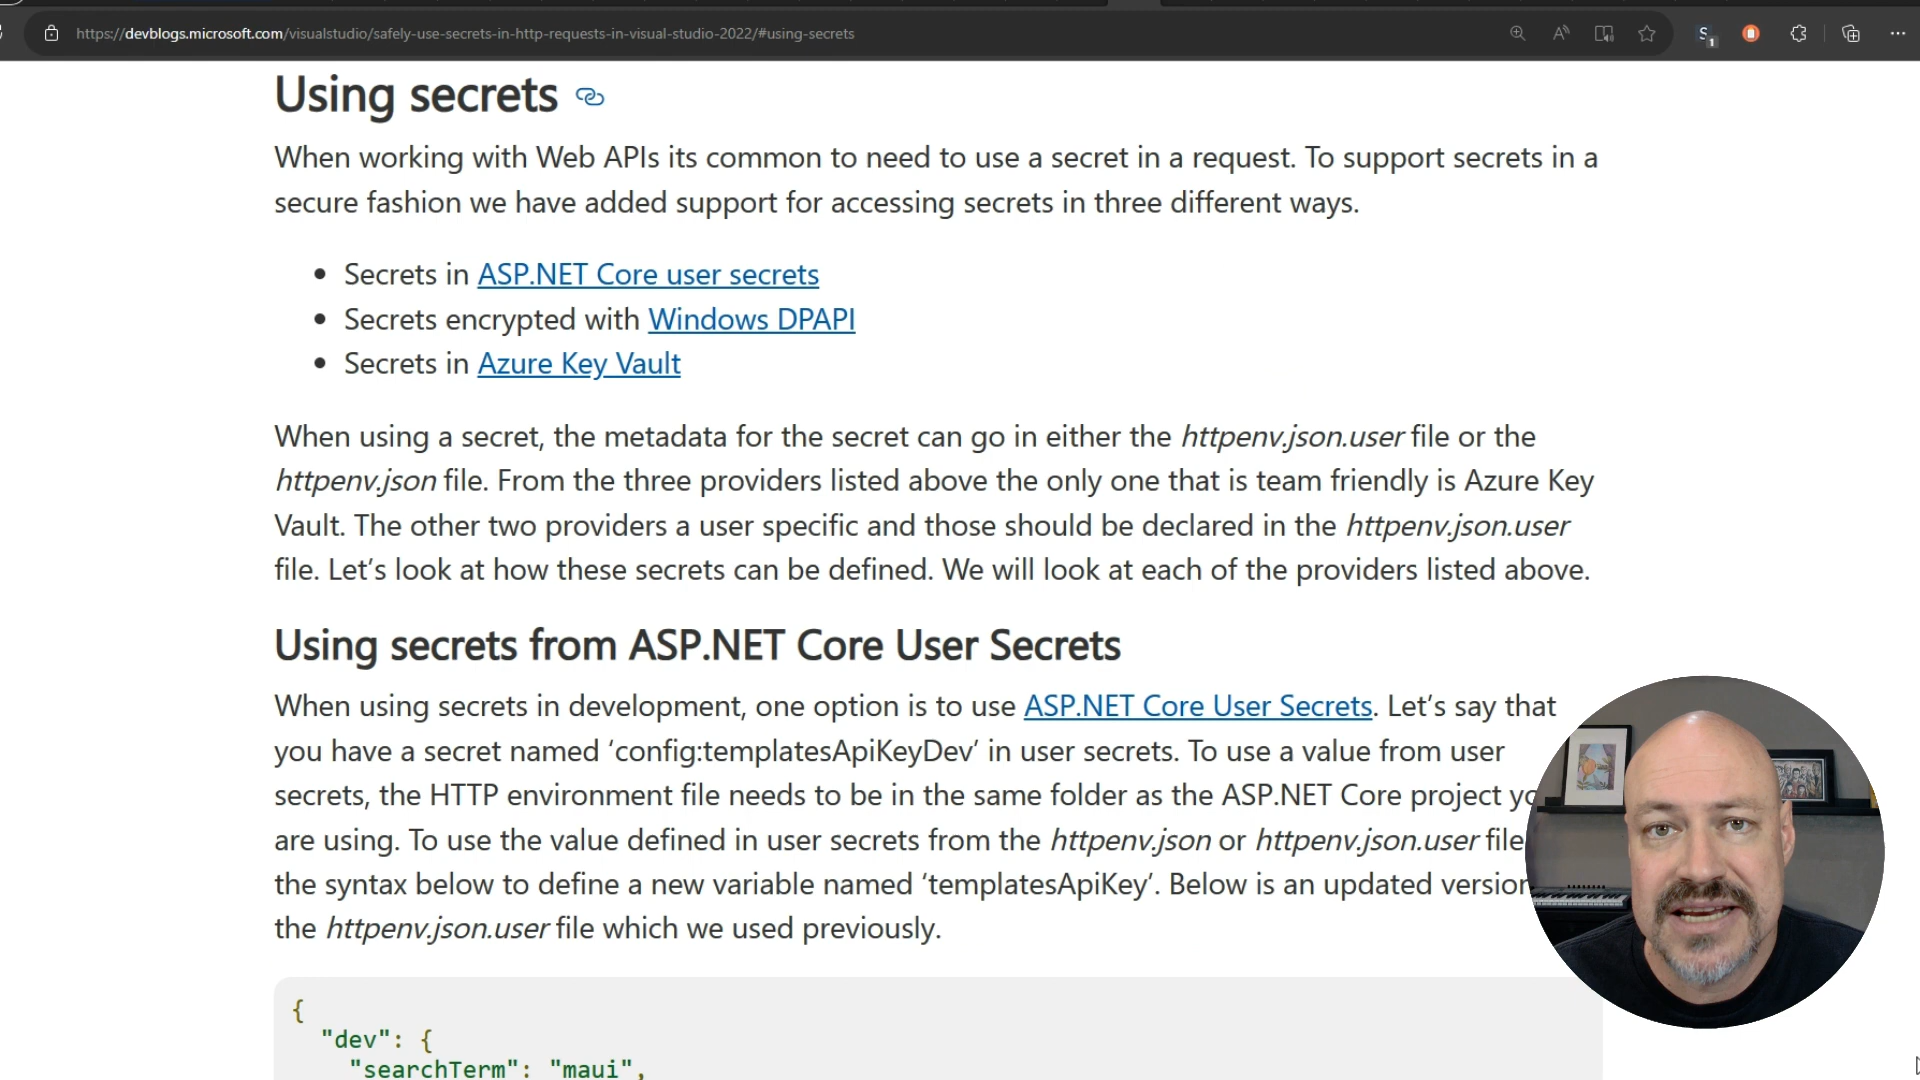 https://devblogs.microsoft.com/visualstudio/safely-use-secrets-in-http-requests-in-visual-studio-2022/#using-secrets
Using secrets
When working with Web APIs its common to need to use a secret in a request. To support secrets in a
secure fashion we have added support for accessing secrets in three different ways.
• Secrets in ASP.NET Core user secrets
• Secrets encrypted with Windows DPAPI
• Secrets in Azure Key Vault
When using a secret, the metadata for the secret can go in either the httpenv.json.user file or the
httpenv.json file. From the three providers listed above the only one that is team friendly is Azure Key
Vault. The other two providers a user specific and those should be declared in the httpenv.json.user
file. Let’s look at how these secrets can be defined. We will look at each of the providers listed above.
Using secrets from ASP.NET Core User Secrets
When using secrets in development, one option is to use ASP.NET Core User Secrets. Let’s say that
you have a secret named ‘config:templatesApiKeyDev’ in user secrets. To use a value from user
secrets, the HTTP environment file needs to be in the same folder as the ASP.NET Core project
are using. To use the value defined in user secrets from the httpenv.json or httpenv.json.user file
the syntax below to define a new variable named ‘templatesApiKey’. Below is an updated version
the httpenv.json.user file which we used previously.
{
"dev": {
"searchTerm": "maui",